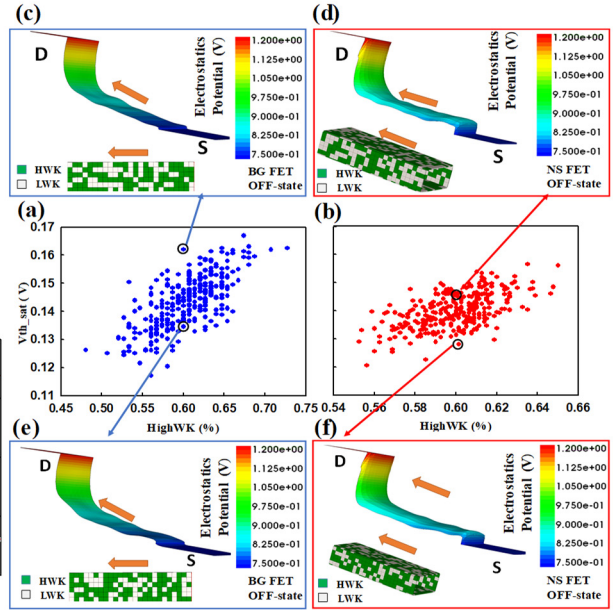 (c)
D
S
Electrostatics
Potential (V)
1.200e+00
1.125e+00
1.050e+00
9.750e-01
9.000e-01
8.250e-01
7.500e-01
HWK
LWK
BG FET
OFF-state
(d)
D
S
Electrostatics
Potential (V)
1.200e+00
1.125e+00
1.050e+00
9.750e-01
9.000e-01
8.250e-01
7.500e-01
HWK
LWK
NS FET
OFF-state
(a)
Vth_sat ( V )
0.17
0.16
0.15
0.14
0.13
0.12
0.11
0.45
0.50
0.55
0.60
0.65
0.70
0.75
HighWK (%)
(b)
0.54
0.56
0.58
0.60
0.62
0.64
0.66
HighWK (%)
(e)
D
S
Electrostatics
Potential (V)
1.200e+00
1.125e+00
1.050e+00
9.750e-01
9.000e-01
8.250e-01
7.500e-01
HWK
LWK
BG FET
OFF-state
(f)
D
S
Electrostatics
Potential (V)
1.200e+00
1.125e+00
1.050e+00
9.750e-01
9.000e-01
8.250e-01
7.500e-01
HWK
LWK
NS FET
OFF-state